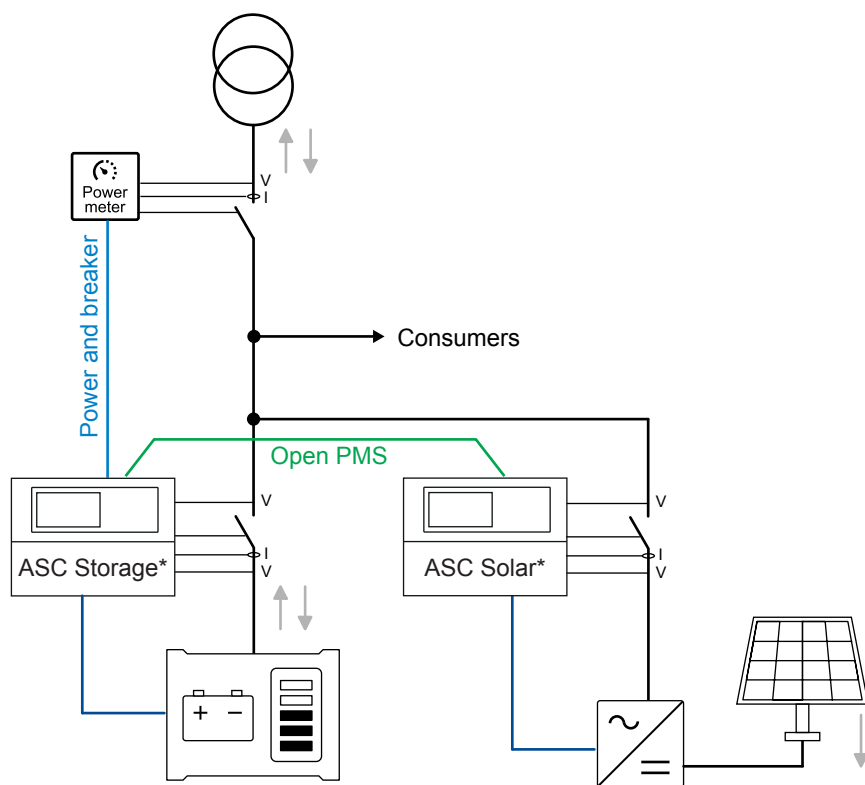 V
I
Power
meter
Power and breaker
Consumers
Open PMS
V
V
ASC Storage*
I
V
ASC Solar*
I
V
+ −